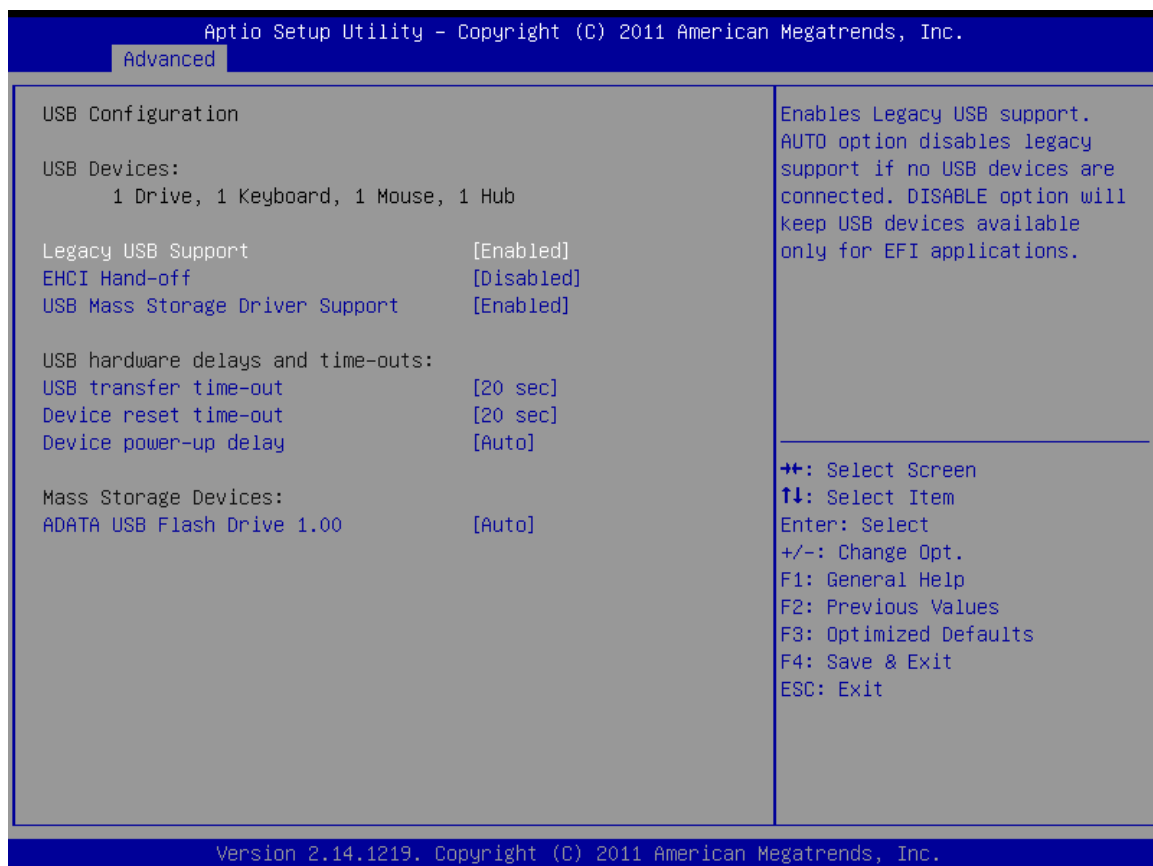 Aptio Setup Utility – Copyright (C) 2011 American Megatrends, Inc.
Advanced
USB Configuration
USB Devices:
1 Drive, 1 Keyboard, 1 Mouse, 1 Hub
Legacy USB Support [Enabled]
EHCI Hand-off [Disabled]
USB Mass Storage Driver Support [Enabled]
USB hardware delays and time-outs:
USB transfer time-out [20 sec]
Device reset time-out [20 sec]
Device power-up delay [Auto]
Mass Storage Devices:
ADATA USB Flash Drive 1.00 [Auto]
Enables Legacy USB support.
AUTO option disables legacy
support if no USB devices are
connected. DISABLE option will
keep USB devices available
only for EFI applications.
→←: Select Screen
↑↓: Select Item
Enter: Select
+/-: Change Opt.
F1: General Help
F2: Previous Values
F3: Optimized Defaults
F4: Save & Exit
ESC: Exit
Version 2.14.1219. Copyright (C) 2011 American Megatrends, Inc.